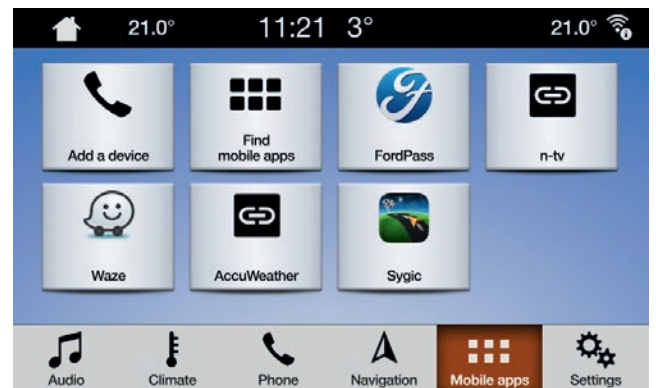 21.0° 11:21 3° 21.0°
Add a device
Find
mobile apps
FordPass
n-tv
Waze
AccuWeather
Sygic
Audio
Climate
Phone
Navigation
Mobile apps
Settings